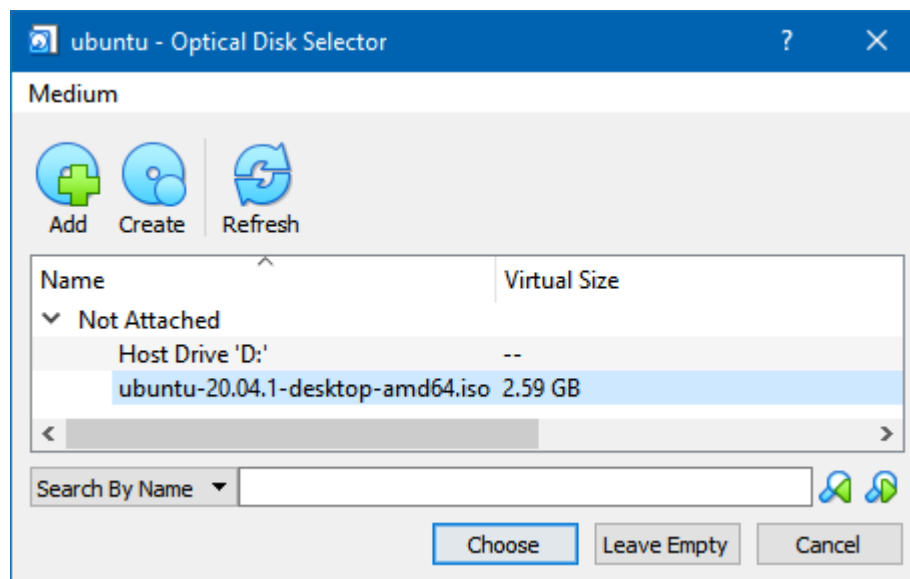 ubuntu - Optical Disk Selector ?
Medium
Add Create Refresh
Name Virtual Size
Not Attached
Host Drive 'D:' --
ubuntu-20.04.1-desktop-amd64.iso 2.59 GB
Search By Name
Choose Leave Empty Cancel